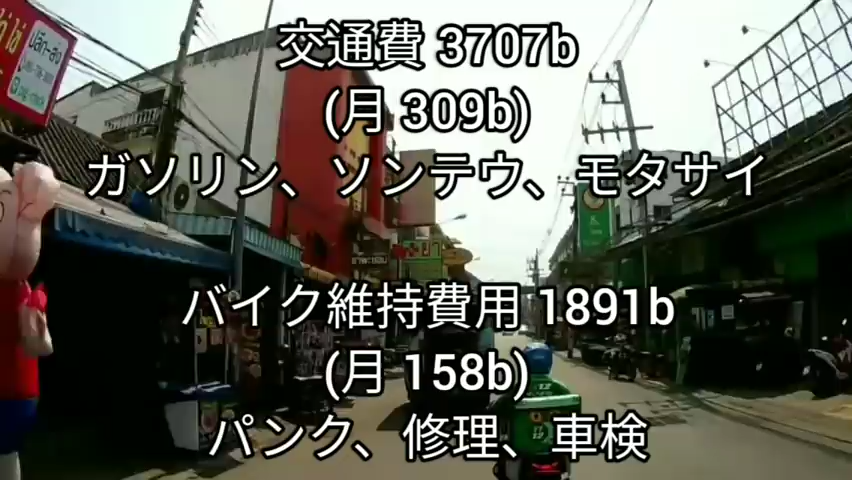 交通費 3707b
(月 309b)
ガソリン、ソンテウ、モタサイ
バイク維持費用 1891b
(月 158b)
パンク、修理、車検